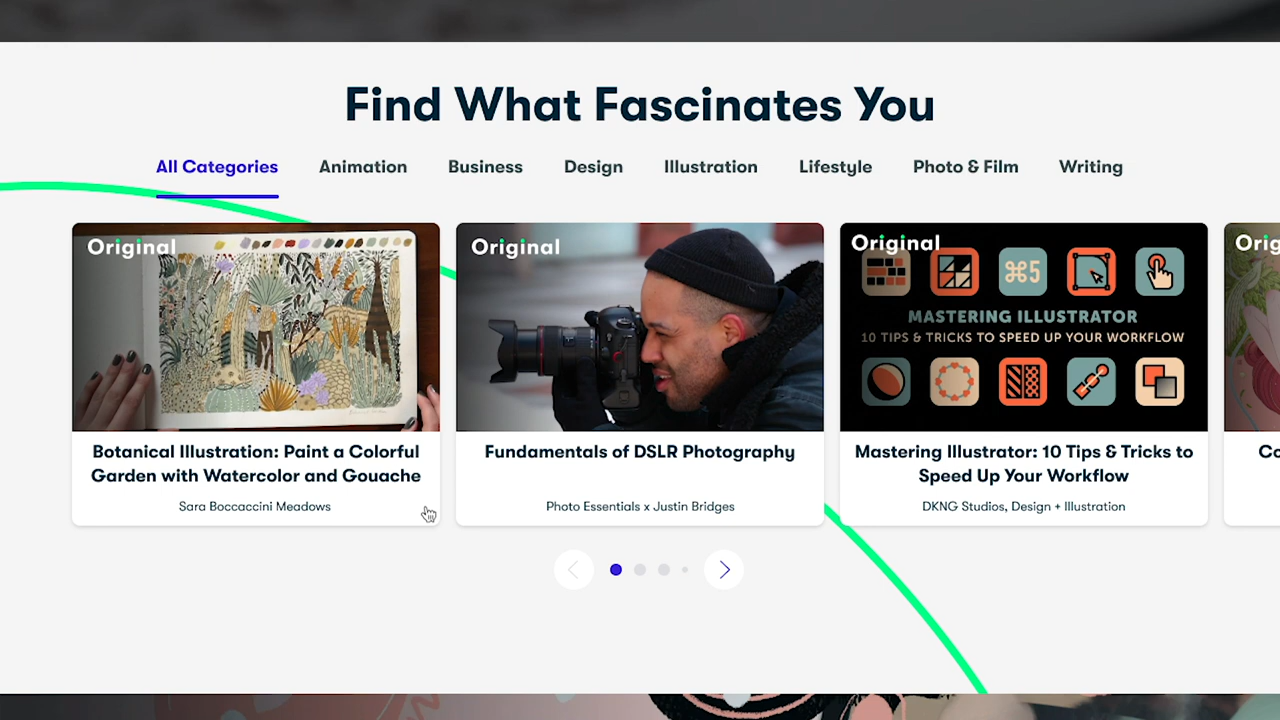 Find What Fascinates You
All Categories Animation Business Design Illustration Lifestyle Photo & Film Writing
Original
Original
Original
⌘5
MASTERING ILLUSTRATOR
10 TIPS & TRICKS TO SPEED UP YOUR WORKFLOW
Botanical Illustration: Paint a Colorful
Garden with Watercolor and Gouache
Sara Boccaccini Meadows
Fundamentals of DSLR Photography
Photo Essentials x Justin Bridges
Mastering Illustrator: 10 Tips & Tricks to
Speed Up Your Workflow
DKNG Studios, Design + Illustration